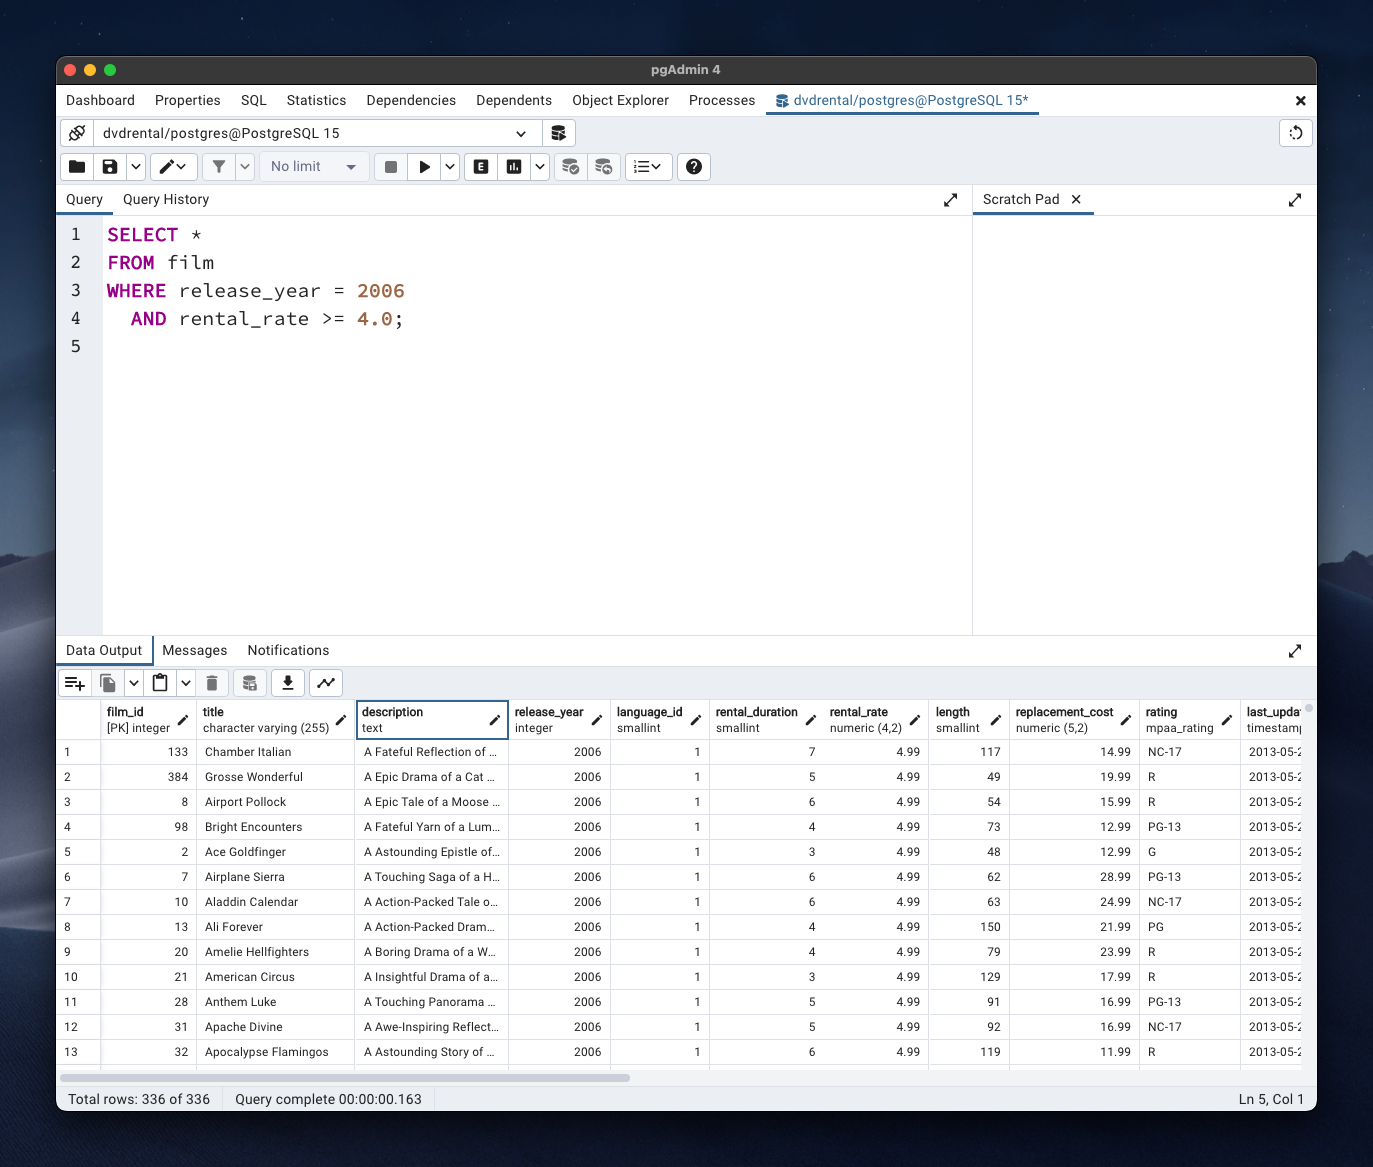 pgAdmin 4
Dashboard Properties SQL Statistics Dependencies Dependents Object Explorer Processes dvdrental/postgres@PostgreSQL 15*
dvdrental/postgres@PostgreSQL 15
No limit E
Query Query History Scratch Pad
1 SELECT *
2 FROM film
3 WHERE release_year = 2006
4 AND rental_rate >= 4.0;
5
Data Output Messages Notifications
film_id title description release_year language_id rental_duration rental_rate length replacement_cost rating last_upda
[PK] integer character varying (255) text integer smallint smallint numeric (4,2) smallint numeric (5,2) mpaa_rating timestam
1 133 Chamber Italian A Fateful Reflection of ... 2006 1 7 4.99 117 14.99 NC-17 2013-05-2
2 384 Grosse Wonderful A Epic Drama of a Cat ... 2006 1 5 4.99 49 19.99 R 2013-05-2
3 8 Airport Pollock A Epic Tale of a Moose ... 2006 1 6 4.99 54 15.99 R 2013-05-2
4 98 Bright Encounters A Fateful Yarn of a Lum... 2006 1 4 4.99 73 12.99 PG-13 2013-05-2
5 2 Ace Goldfinger A Astounding Epistle of... 2006 1 3 4.99 48 12.99 G 2013-05-2
6 7 Airplane Sierra A Touching Saga of a H... 2006 1 6 4.99 62 28.99 PG-13 2013-05-2
7 10 Aladdin Calendar A Action-Packed Tale o... 2006 1 6 4.99 63 24.99 NC-17 2013-05-2
8 13 Ali Forever A Action-Packed Dram... 2006 1 4 4.99 150 21.99 PG 2013-05-2
9 20 Amelie Hellfighters A Boring Drama of a W... 2006 1 4 4.99 79 23.99 R 2013-05-2
10 21 American Circus A Insightful Drama of a... 2006 1 3 4.99 129 17.99 R 2013-05-2
11 28 Anthem Luke A Touching Panorama ... 2006 1 5 4.99 91 16.99 PG-13 2013-05-2
12 31 Apache Divine A Awe-Inspiring Reflect... 2006 1 5 4.99 92 16.99 NC-17 2013-05-2
13 32 Apocalypse Flamingos A Astounding Story of ... 2006 1 6 4.99 119 11.99 R 2013-05-2
Total rows: 336 of 336 Query complete 00:00:00.163 Ln 5, Col 1